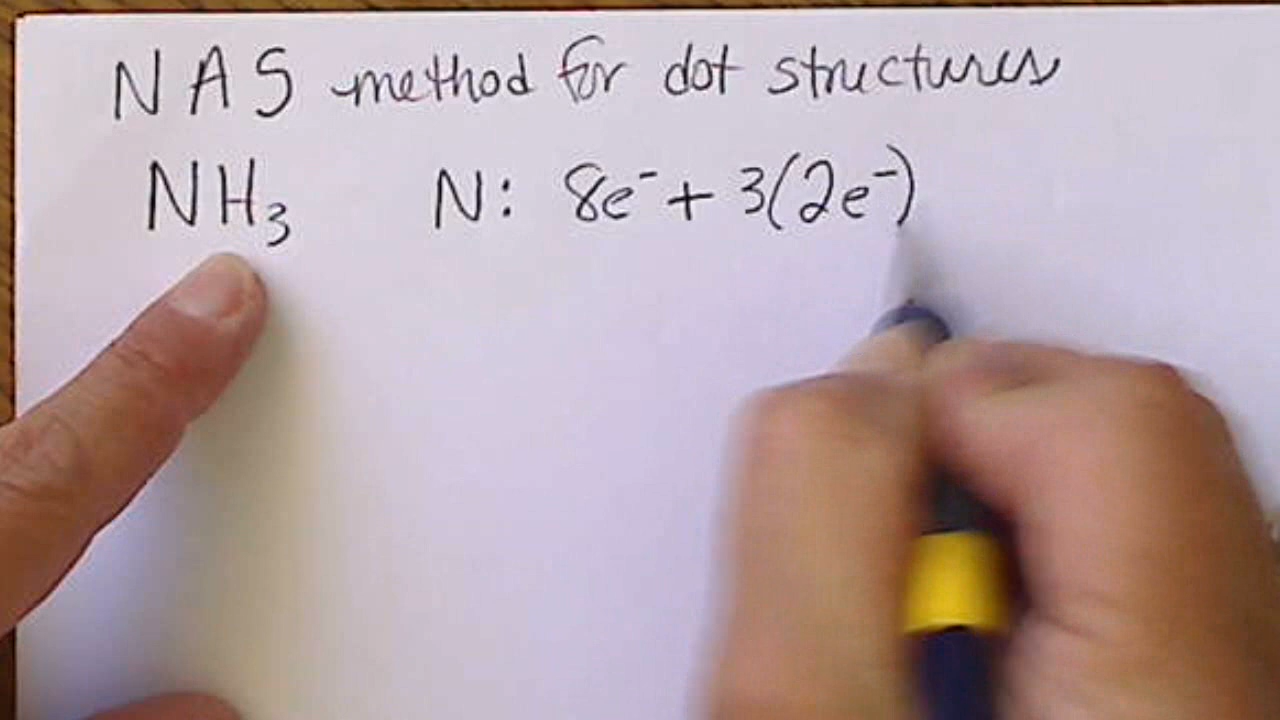 NAS method for dot structures
NH₃ N: 8e⁻ + 3(2e⁻)